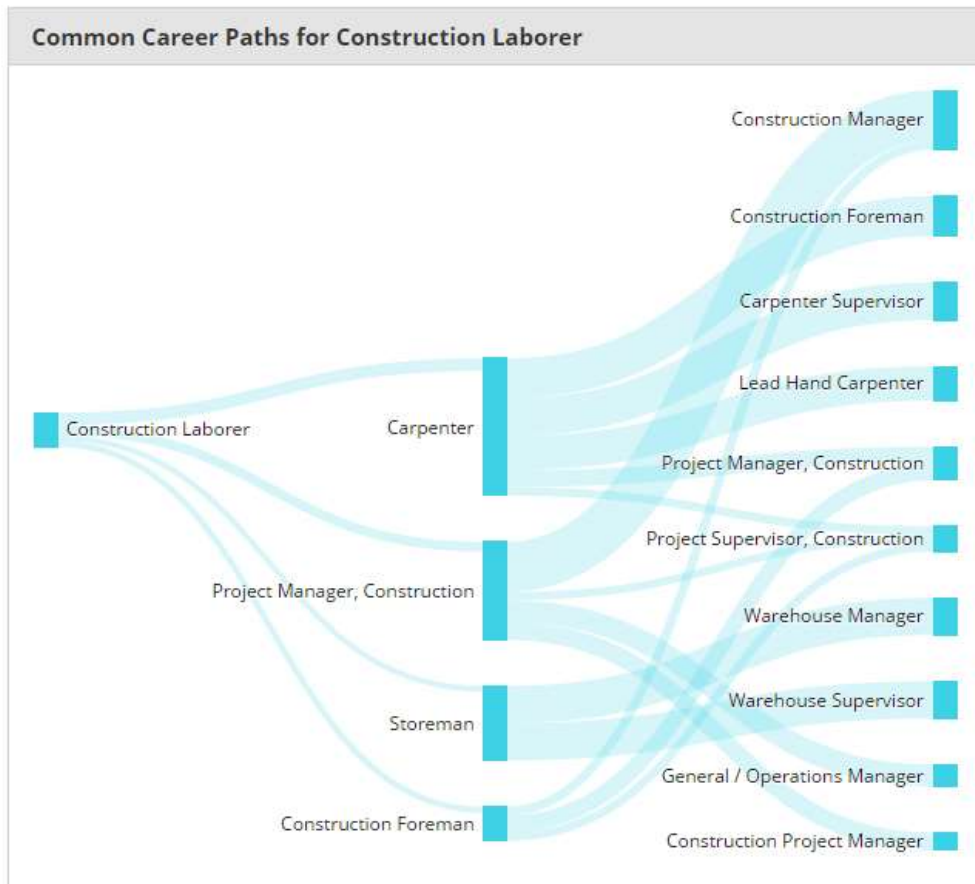 Common Career Paths for Construction Laborer
Construction Laborer
Carpenter
Project Manager, Construction
Storeman
Construction Foreman
Construction Manager
Construction Foreman
Carpenter Supervisor
Lead Hand Carpenter
Project Manager, Construction
Project Supervisor, Construction
Warehouse Manager
Warehouse Supervisor
General / Operations Manager
Construction Project Manager